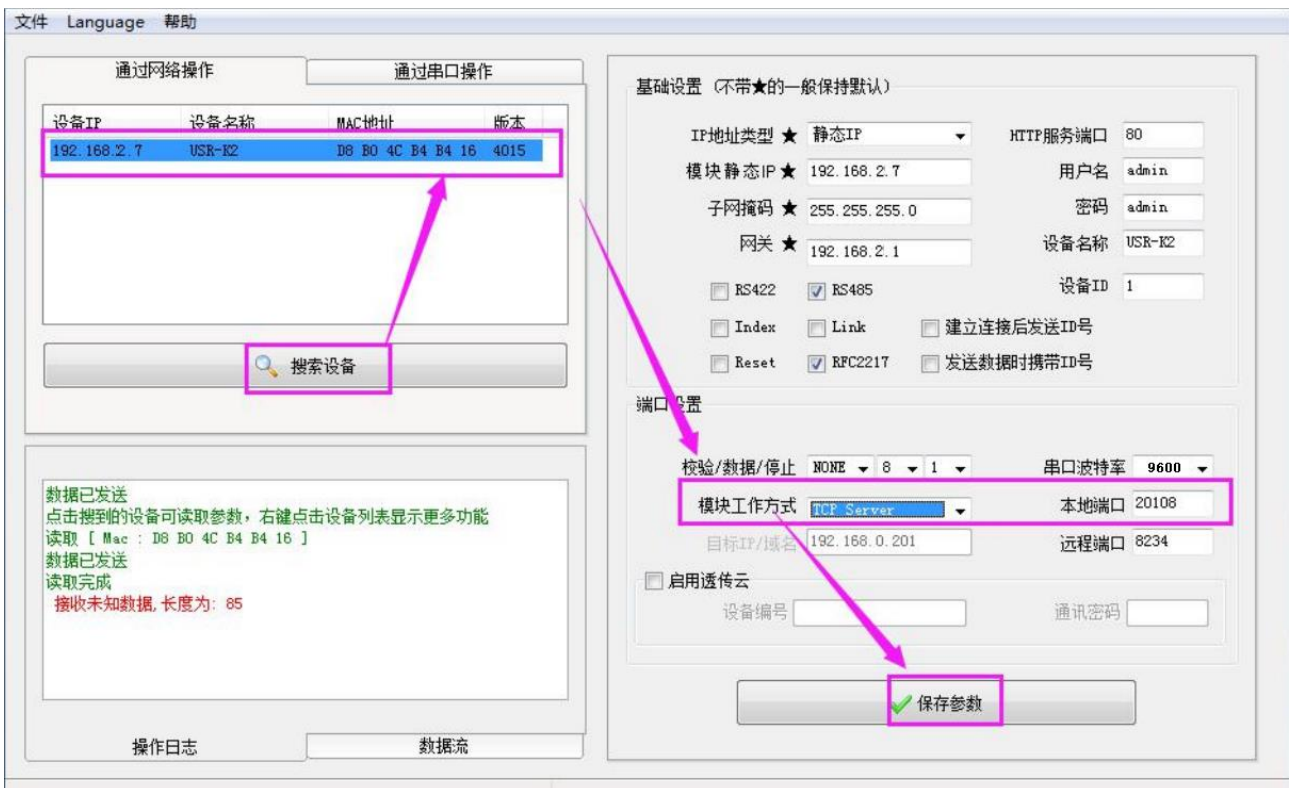 文件 Language 帮助
通过网络操作 通过串口操作
设备IP 设备名称 MAC地址 版本
192.168.2.7 USR-K2 D8 B0 4C B4 B4 16 4015
搜索设备
数据已发送
点击搜到的设备可读取参数，右键点击设备列表显示更多功能
读取 [ Mac : D8 B0 4C B4 B4 16 ]
数据已发送
读取完成
接收未知数据,长度为: 85
操作日志 数据流
基础设置 (不带★的一般保持默认)
IP地址类型 ★ 静态IP HTTP服务端口 80
模块静态IP★ 192.168.2.7 用户名 admin
子网掩码 ★ 255.255.255.0 密码 admin
网关 ★ 192.168.2.1 设备名称 USR-K2
RS422 RS485 设备ID 1
Index Link 建立连接后发送ID号
Reset RFC2217 发送数据时携带ID号
端口设置
校验/数据/停止 NONE 8 1 串口波特率 9600
模块工作方式 TCP Server 本地端口 20108
目标IP/域名 192.168.0.201 远程端口 8234
启用透传云
设备编号 通讯密码
保存参数